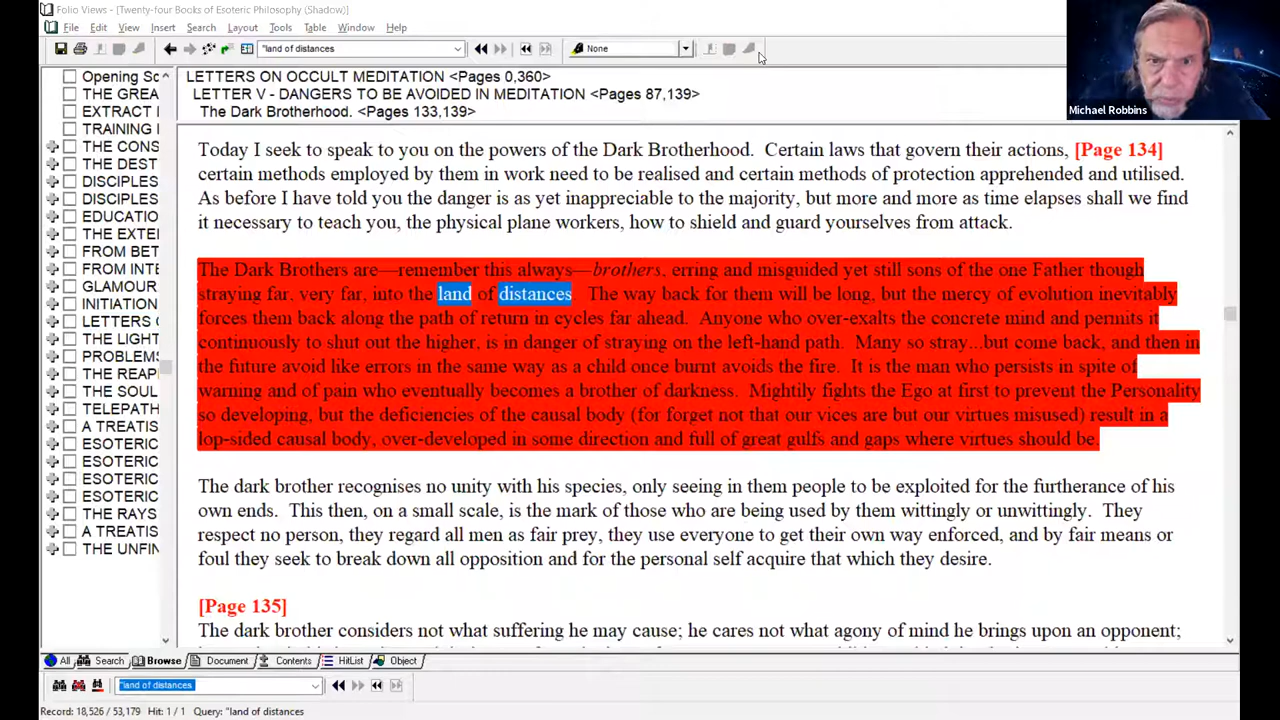 Folio Views - [Twenty-four Books of Esoteric Philosophy (Shadow)]
File Edit View Insert Search Layout Tools Table Window Help
"land of distances
None
Michael Robbins
Opening Sc
THE GREA
EXTRACT
TRAINING
THE CONS
THE DEST
DISCIPLES
DISCIPLES
EDUCATIO
THE EXTE
FROM BET
FROM INTE
GLAMOUR
INITIATION
LETTERS
THE LIGHT
PROBLEMS
THE REAP
THE SOUL
TELEPATH
A TREATIS
ESOTERIC
ESOTERIC
ESOTERIC
ESOTERIC
THE RAYS
A TREATIS
THE UNFIN
LETTERS ON OCCULT MEDITATION <Pages 0,360>
LETTER V - DANGERS TO BE AVOIDED IN MEDITATION <Pages 87,139>
The Dark Brotherhood. <Pages 133,139>
Today I seek to speak to you on the powers of the Dark Brotherhood. Certain laws that govern their actions, [Page 134]
certain methods employed by them in work need to be realised and certain methods of protection apprehended and utilised.
As before I have told you the danger is as yet inappreciable to the majority, but more and more as time elapses shall we find
it necessary to teach you, the physical plane workers, how to shield and guard yourselves from attack.
The Dark Brothers are—remember this always—brothers, erring and misguided yet still sons of the one Father though
straying far, very far, into the land of distances. The way back for them will be long, but the mercy of evolution inevitably
forces them back along the path of return in cycles far ahead. Anyone who over-exalts the concrete mind and permits it
continuously to shut out the higher, is in danger of straying on the left-hand path. Many so stray...but come back, and then in
the future avoid like errors in the same way as a child once burnt avoids the fire. It is the man who persists in spite of
warning and of pain who eventually becomes a brother of darkness. Mightily fights the Ego at first to prevent the Personality
so developing, but the deficiencies of the causal body (for forget not that our vices are but our virtues misused) result in a
lop-sided causal body, over-developed in some direction and full of great gulfs and gaps where virtues should be.
The dark brother recognises no unity with his species, only seeing in them people to be exploited for the furtherance of his
own ends. This then, on a small scale, is the mark of those who are being used by them wittingly or unwittingly. They
respect no person, they regard all men as fair prey, they use everyone to get their own way enforced, and by fair means or
foul they seek to break down all opposition and for the personal self acquire that which they desire.
[Page 135]
The dark brother considers not what suffering he may cause; he cares not what agony of mind he brings upon an opponent;
All Search Browse Document Contents HitList Object
"land of distances
Record: 18,526 / 53,179 Hit: 1 / 1 Query: "land of distances